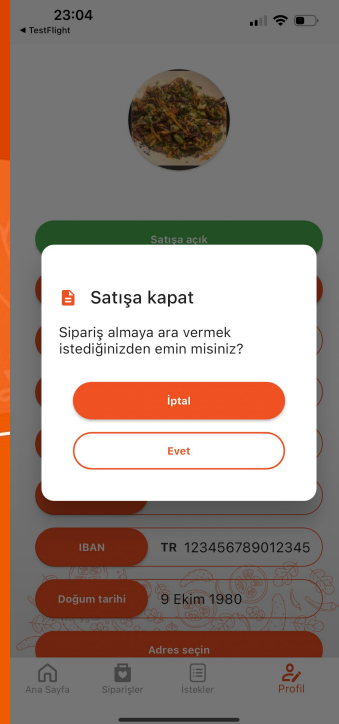 23:04
◀ TestFlight
Satışa açık
Satışa kapat
Sipariş almaya ara vermek
istediğinizden emin misiniz?
İptal
Evet
IBAN
TR 123456789012345
Doğum tarihi
9 Ekim 1980
Adres seçin
Ana Sayfa
Siparişler
İstekler
Profil